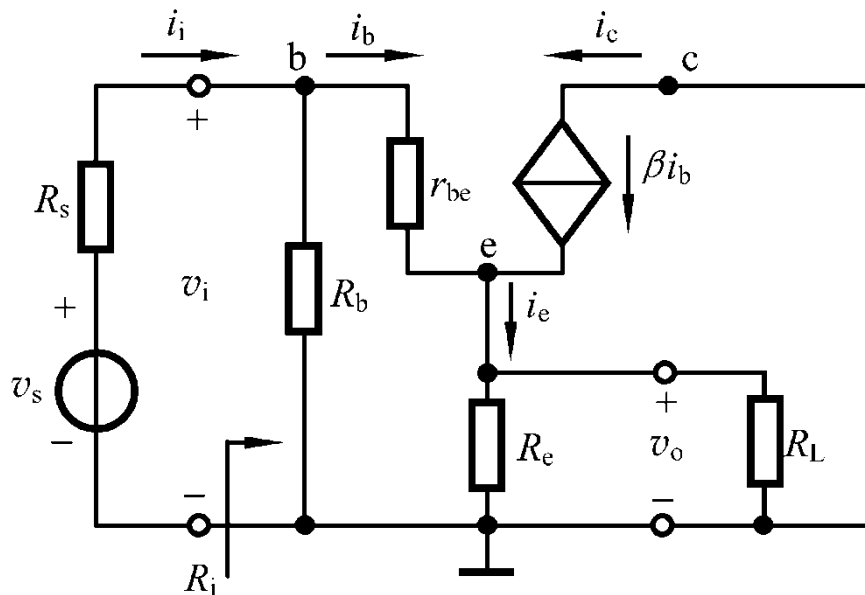 i_i
b
i_b
i_c
c
+
R_s
r_be
βi_b
e
+
v_i
R_b
i_e
v_s
−
+
R_e
v_o
R_L
−
−
R_i